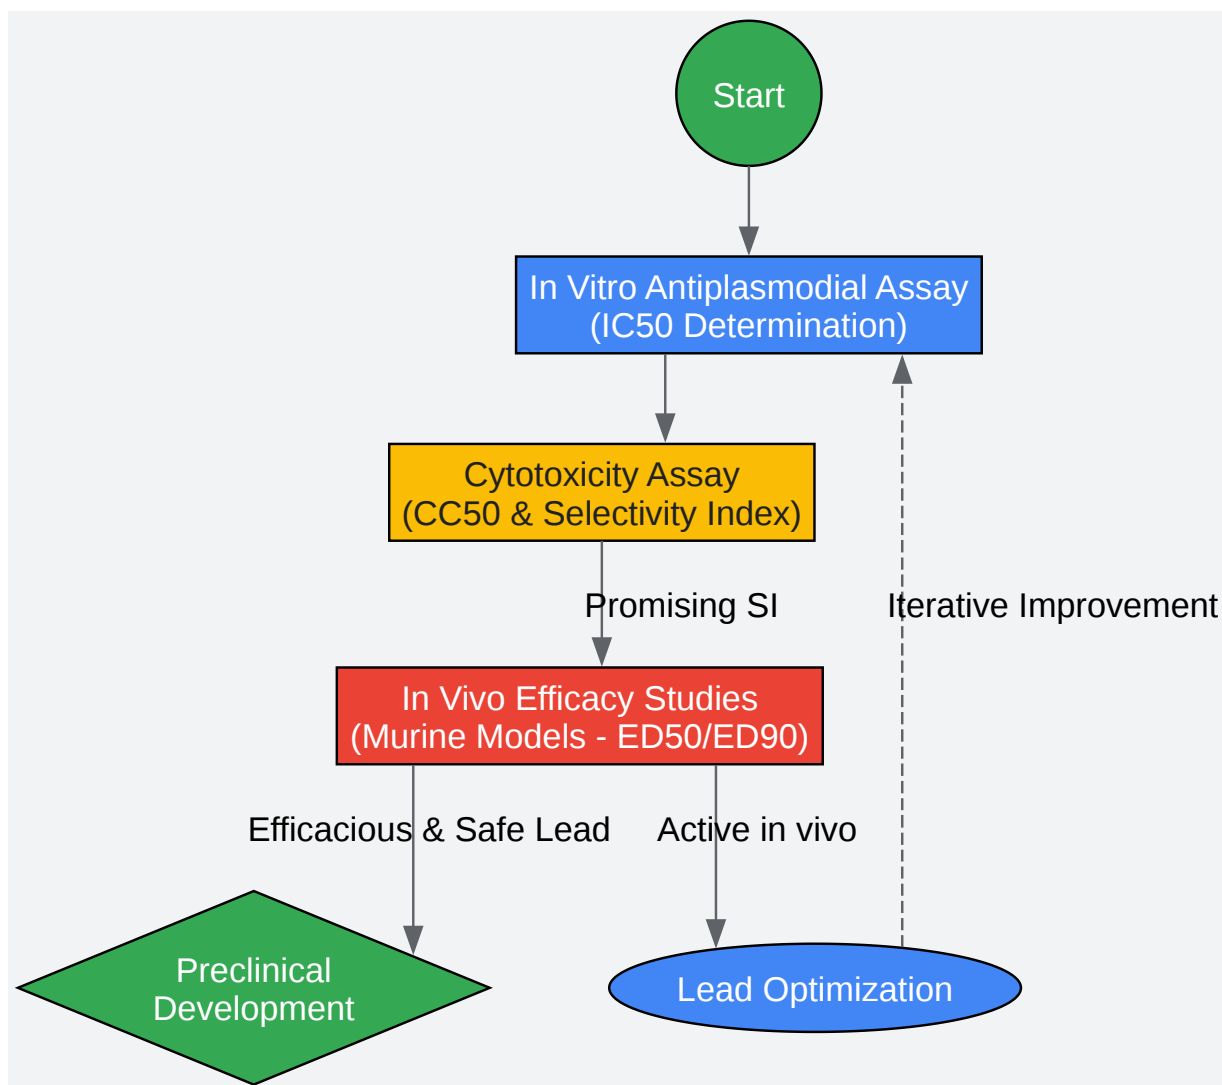 Start
In Vitro Antiplasmodial Assay
(IC50 Determination)
Cytotoxicity Assay
(CC50 & Selectivity Index)
Promising SI
Iterative Improvement
In Vivo Efficacy Studies
(Murine Models - ED50/ED90)
Efficacious & Safe Lead
Active in vivo
Preclinical
Development
Lead Optimization